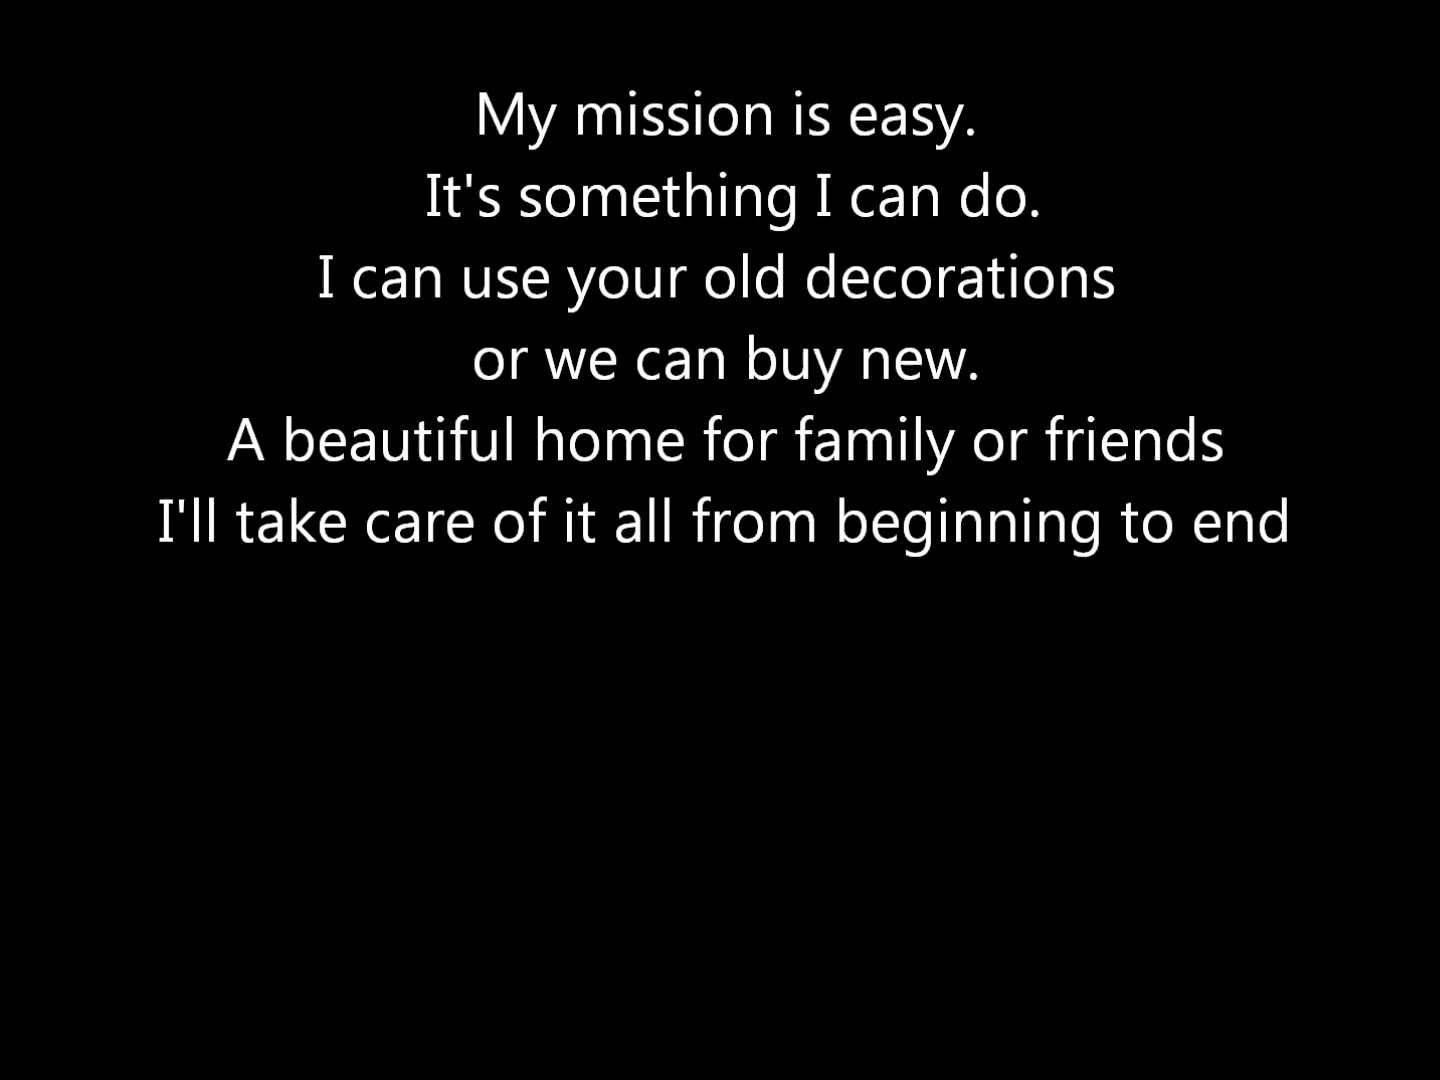 My mission is easy.
It's something I can do.
I can use your old decorations
or we can buy new.
A beautiful home for family or friends
I'll take care of it all from beginning to end